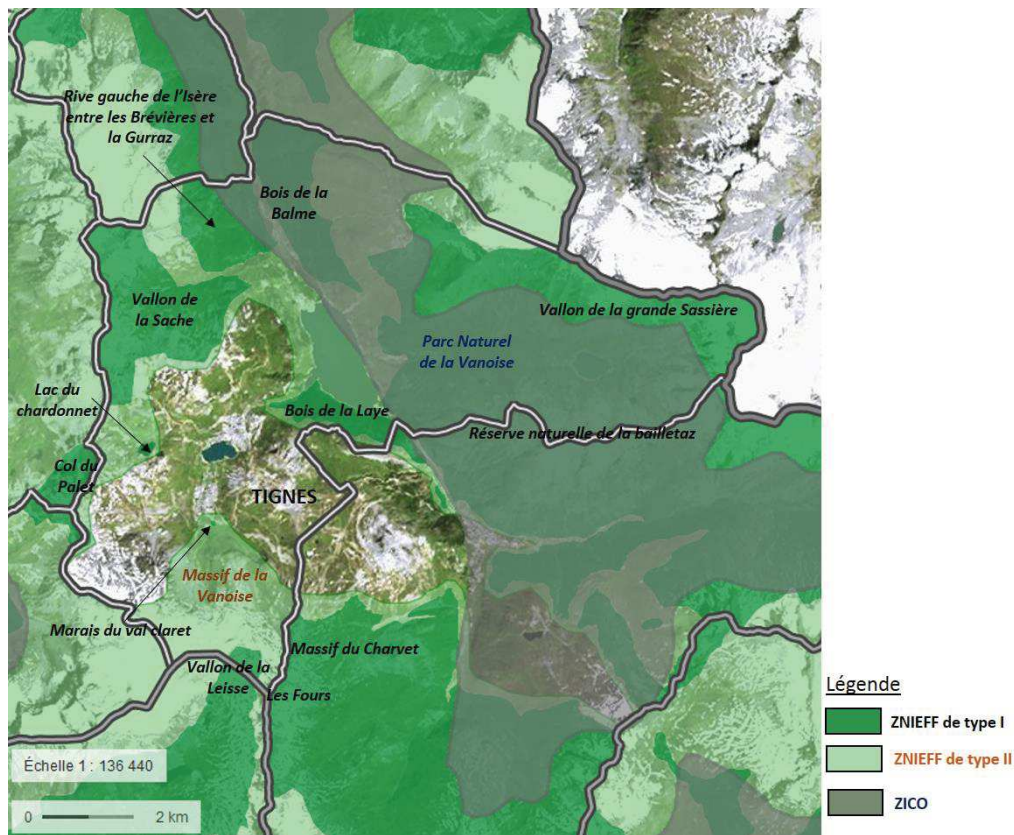 Rive gauche de l'Isère
entre les Brévières et
la Gurraz
Bois de la
Balme
Vallon de
la Sache
Vallon de la grande Sassière
Parc Naturel
de la Vanoise
Lac du
chardonnet
Bois de la Laye
Réserve naturelle de la bailletaz
Col du
Palet
TIGNES
Massif de la
Vanoise
Marais du val claret
Massif du Charvet
Vallon de la
Leisse
Les Fours
Légende
ZNIEFF de type I
ZNIEFF de type II
ZICO
Échelle 1 : 136 440
0 2 km